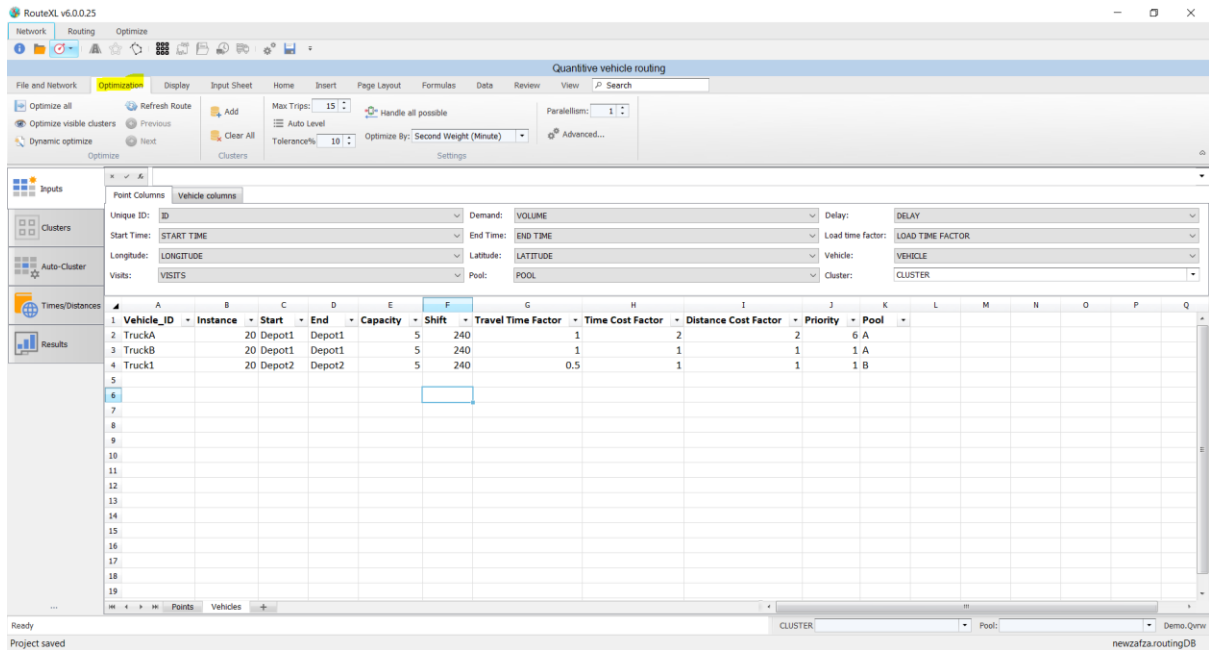 RouteXL v6.0.0.25
Network Routing Optimize
Quantitive vehicle routing
File and Network Optimization Display Input Sheet Home Insert Page Layout Formulas Data Review View Search
Optimize all Refresh Route Add Max Trips: 15 Handle all possible Paralellism: 1
Optimize visible clusters Previous Auto Level
Clear All Optimize By: Second Weight (Minute) Advanced...
Dynamic optimize Next Tolerance% 10
Optimize Clusters Settings
Inputs
Point Columns Vehicle columns
Unique ID: ID Demand: VOLUME Delay: DELAY
Clusters
Start Time: START TIME End Time: END TIME Load time factor: LOAD TIME FACTOR
Longitude: LONGITUDE Latitude: LATITUDE Vehicle: VEHICLE
Auto-Cluster
Visits: VISITS Pool: POOL Cluster: CLUSTER
Times/Distances
A B C D E F G H I J K L M N O P Q
1 Vehicle_ID Instance Start End Capacity Shift Travel Time Factor Time Cost Factor Distance Cost Factor Priority Pool
2 TruckA 20 Depot1 Depot1 5 240 1 2 2 6 A
Results
3 TruckB 20 Depot1 Depot1 5 240 1 1 1 1 A
4 Truck1 20 Depot2 Depot2 5 240 0.5 1 1 1 B
5
6
7
8
9
10
11
12
13
14
15
16
17
18
19
... Points Vehicles +
Ready CLUSTER Pool: Demo.Qvrw
Project saved newzafza.routingDB